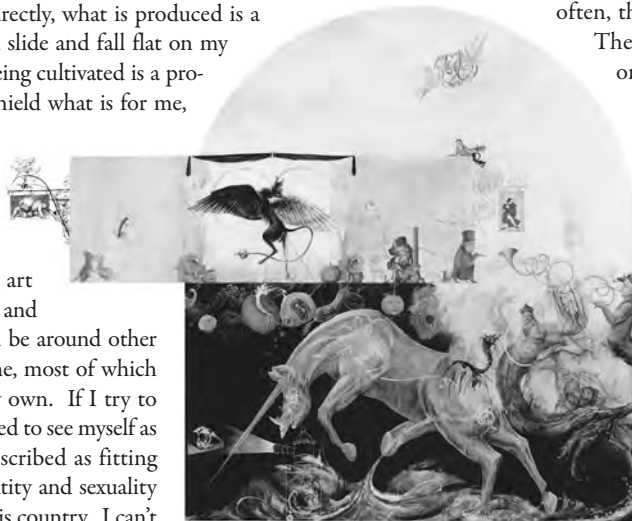 rectly, what is produced is a
slide and fall flat on my
eing cultivated is a pro-
hield what is for me,
art
and
be around other
ne, most of which
own. If I try to
ed to see myself as
scribed as fitting
tity and sexuality
is country. I can't
often, th
The
or